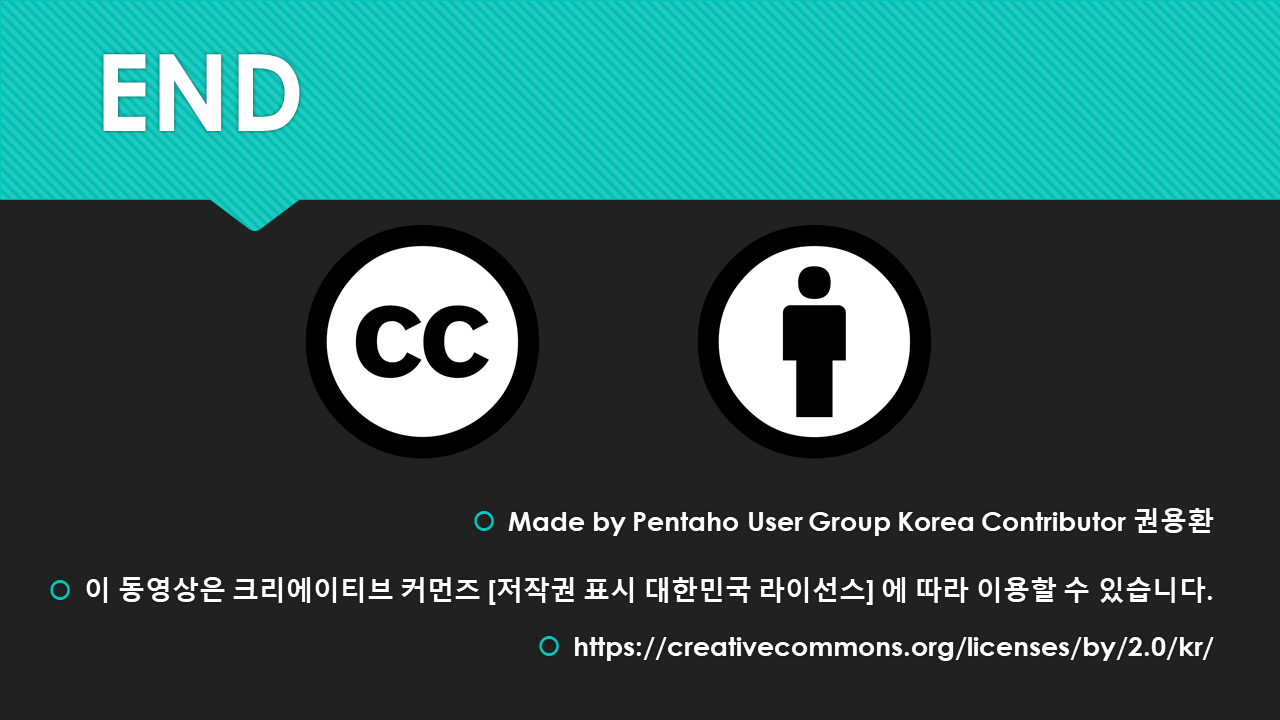 END
cc
Made by Pentaho User Group Korea Contributor 권용환
이 동영상은 크리에이티브 커먼즈 [저작권 표시 대한민국 라이선스] 에 따라 이용할 수 있습니다.
https://creativecommons.org/licenses/by/2.0/kr/